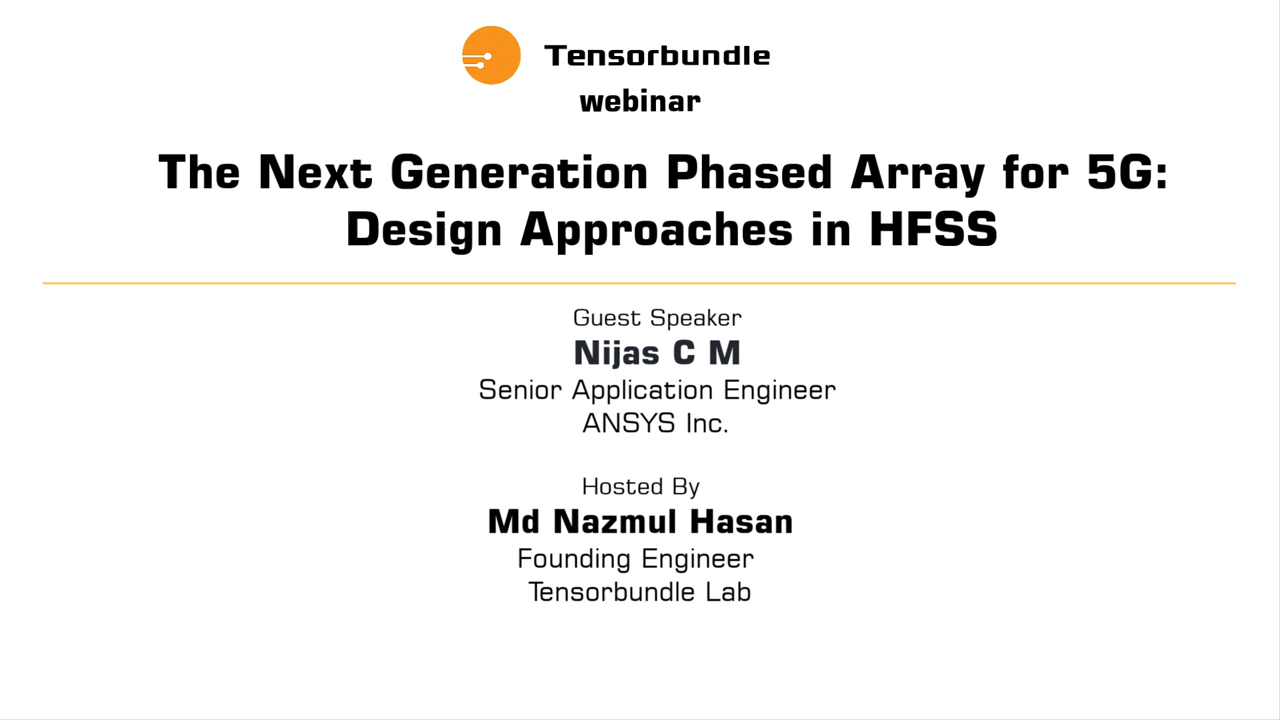 Tensorbundle
webinar
The Next Generation Phased Array for 5G:
Design Approaches in HFSS
Guest Speaker
Nijas C M
Senior Application Engineer
ANSYS Inc.
Hosted By
Md Nazmul Hasan
Founding Engineer
Tensorbundle Lab